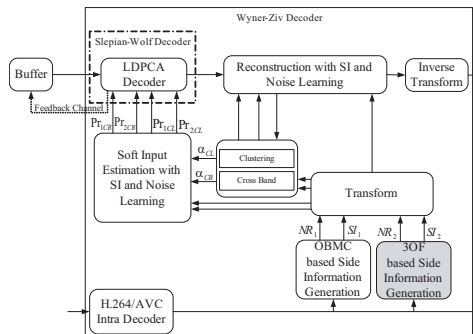 Wyner-Ziv Decoder
Slepian-Wolf Decoder
Buffer
LDPCA
Decoder
Reconstruction with SI and
Noise Learning
Inverse
Transform
Feedback Channel
Pr1CB Pr2CB Pr1CL Pr2CL
Soft Input
Estimation with
SI and Noise
Learning
αCL
αCB
Clustering
Cross Band
Transform
NR1 SI1 NR2 SI2
OBMC
based Side
Information
Generation
3OF
based Side
Information
Generation
H.264/AVC
Intra Decoder